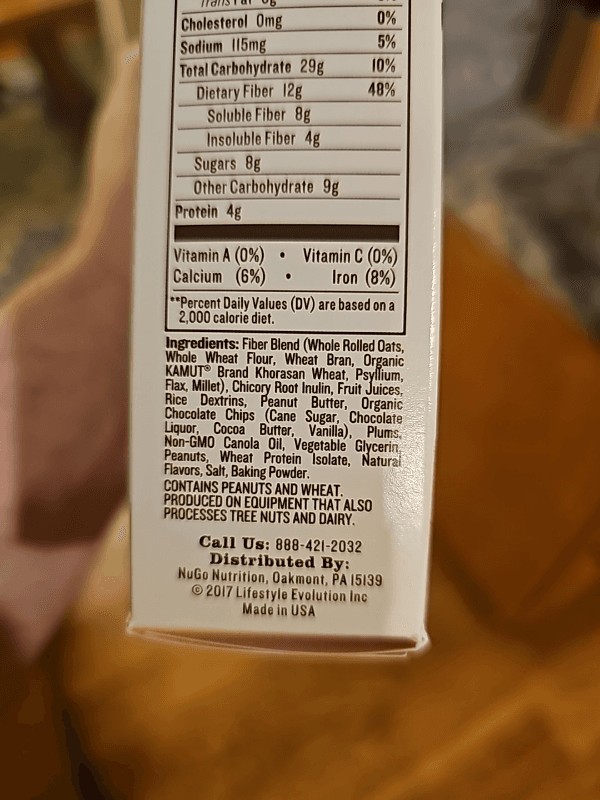 Trans Fat 0g
Cholesterol 0mg 0%
Sodium 115mg 5%
Total Carbohydrate 29g 10%
Dietary Fiber 12g 48%
Soluble Fiber 8g
Insoluble Fiber 4g
Sugars 8g
Other Carbohydrate 9g
Protein 4g
Vitamin A (0%) • Vitamin C (0%)
Calcium (6%) • Iron (8%)
**Percent Daily Values (DV) are based on a
2,000 calorie diet.
Ingredients: Fiber Blend (Whole Rolled Oats,
Whole Wheat Flour, Wheat Bran, Organic
KAMUT® Brand Khorasan Wheat, Psyllium,
Flax, Millet), Chicory Root Inulin, Fruit Juices,
Rice Dextrins, Peanut Butter, Organic
Chocolate Chips (Cane Sugar, Chocolate
Liquor, Cocoa Butter, Vanilla), Plums,
Non-GMO Canola Oil, Vegetable Glycerin,
Peanuts, Wheat Protein Isolate, Natural
Flavors, Salt, Baking Powder.
CONTAINS PEANUTS AND WHEAT.
PRODUCED ON EQUIPMENT THAT ALSO
PROCESSES TREE NUTS AND DAIRY.
Call Us: 888-421-2032
Distributed By:
NuGo Nutrition, Oakmont, PA 15139
© 2017 Lifestyle Evolution Inc
Made in USA